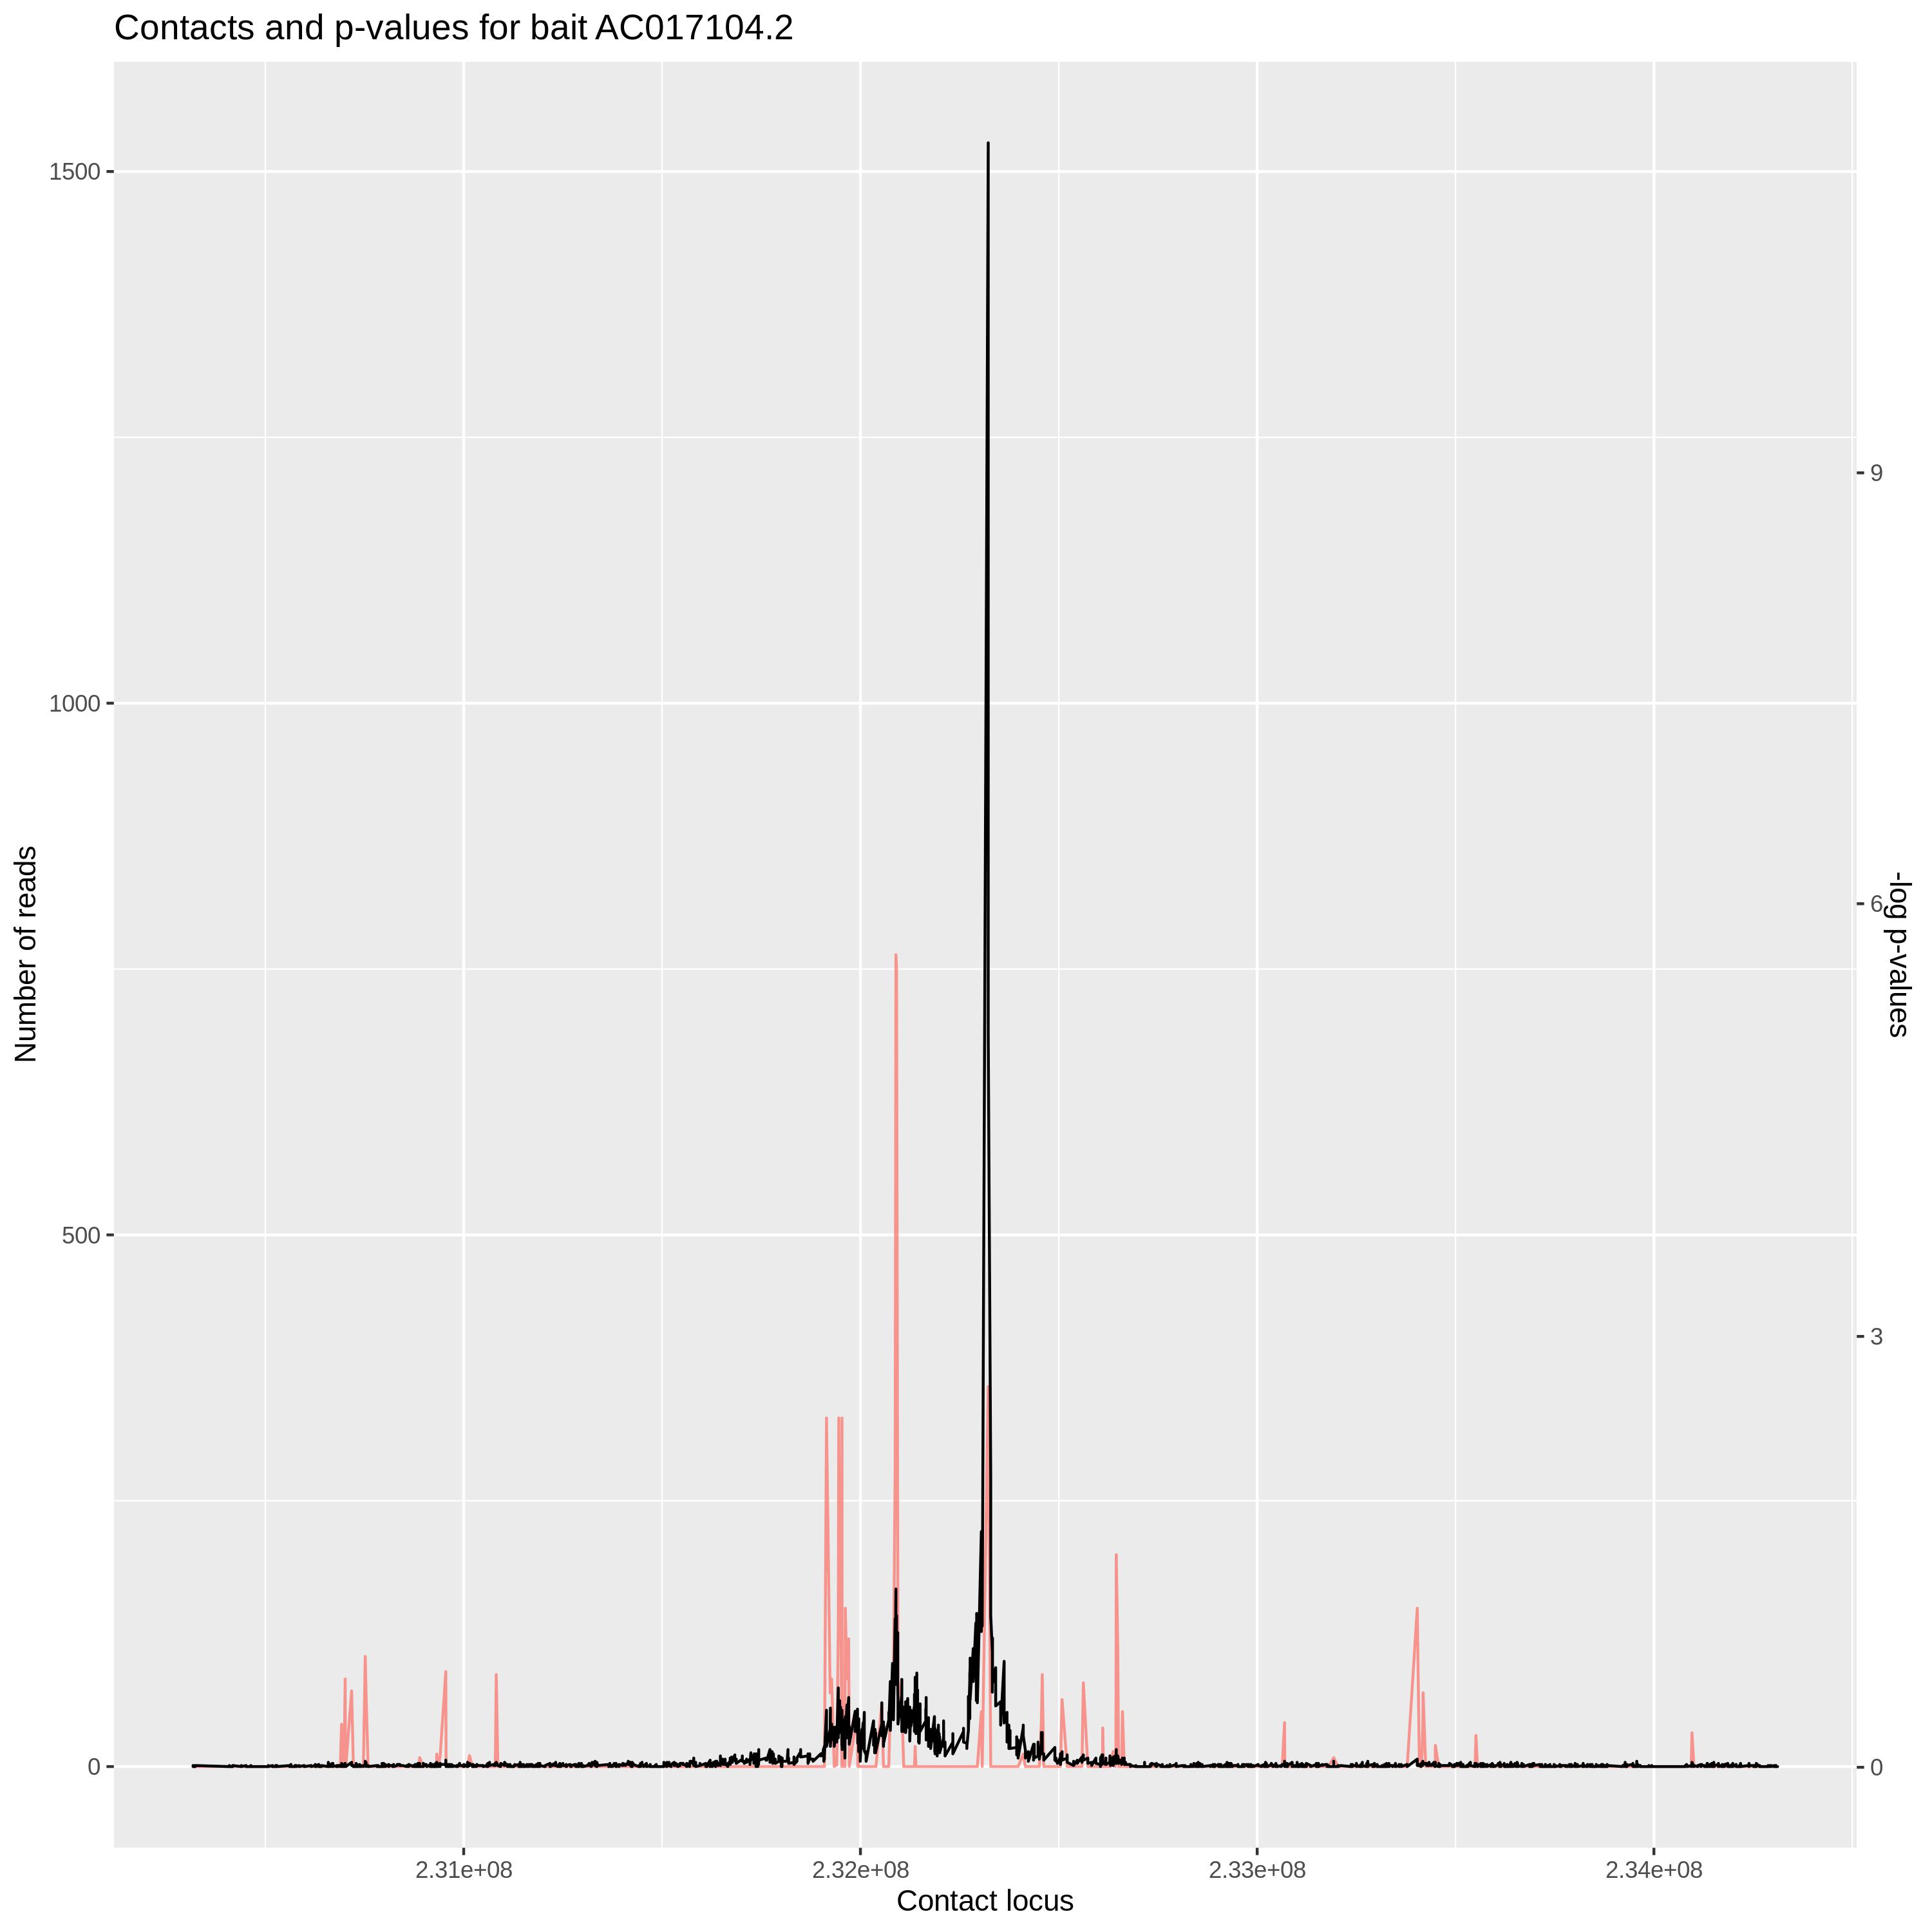 Contacts and p-values for bait AC017104.2
1500
1000
500
0
Number of reads
9
6
3
0
-log p-values
2.31e+08
2.32e+08
2.33e+08
2.34e+08
Contact locus